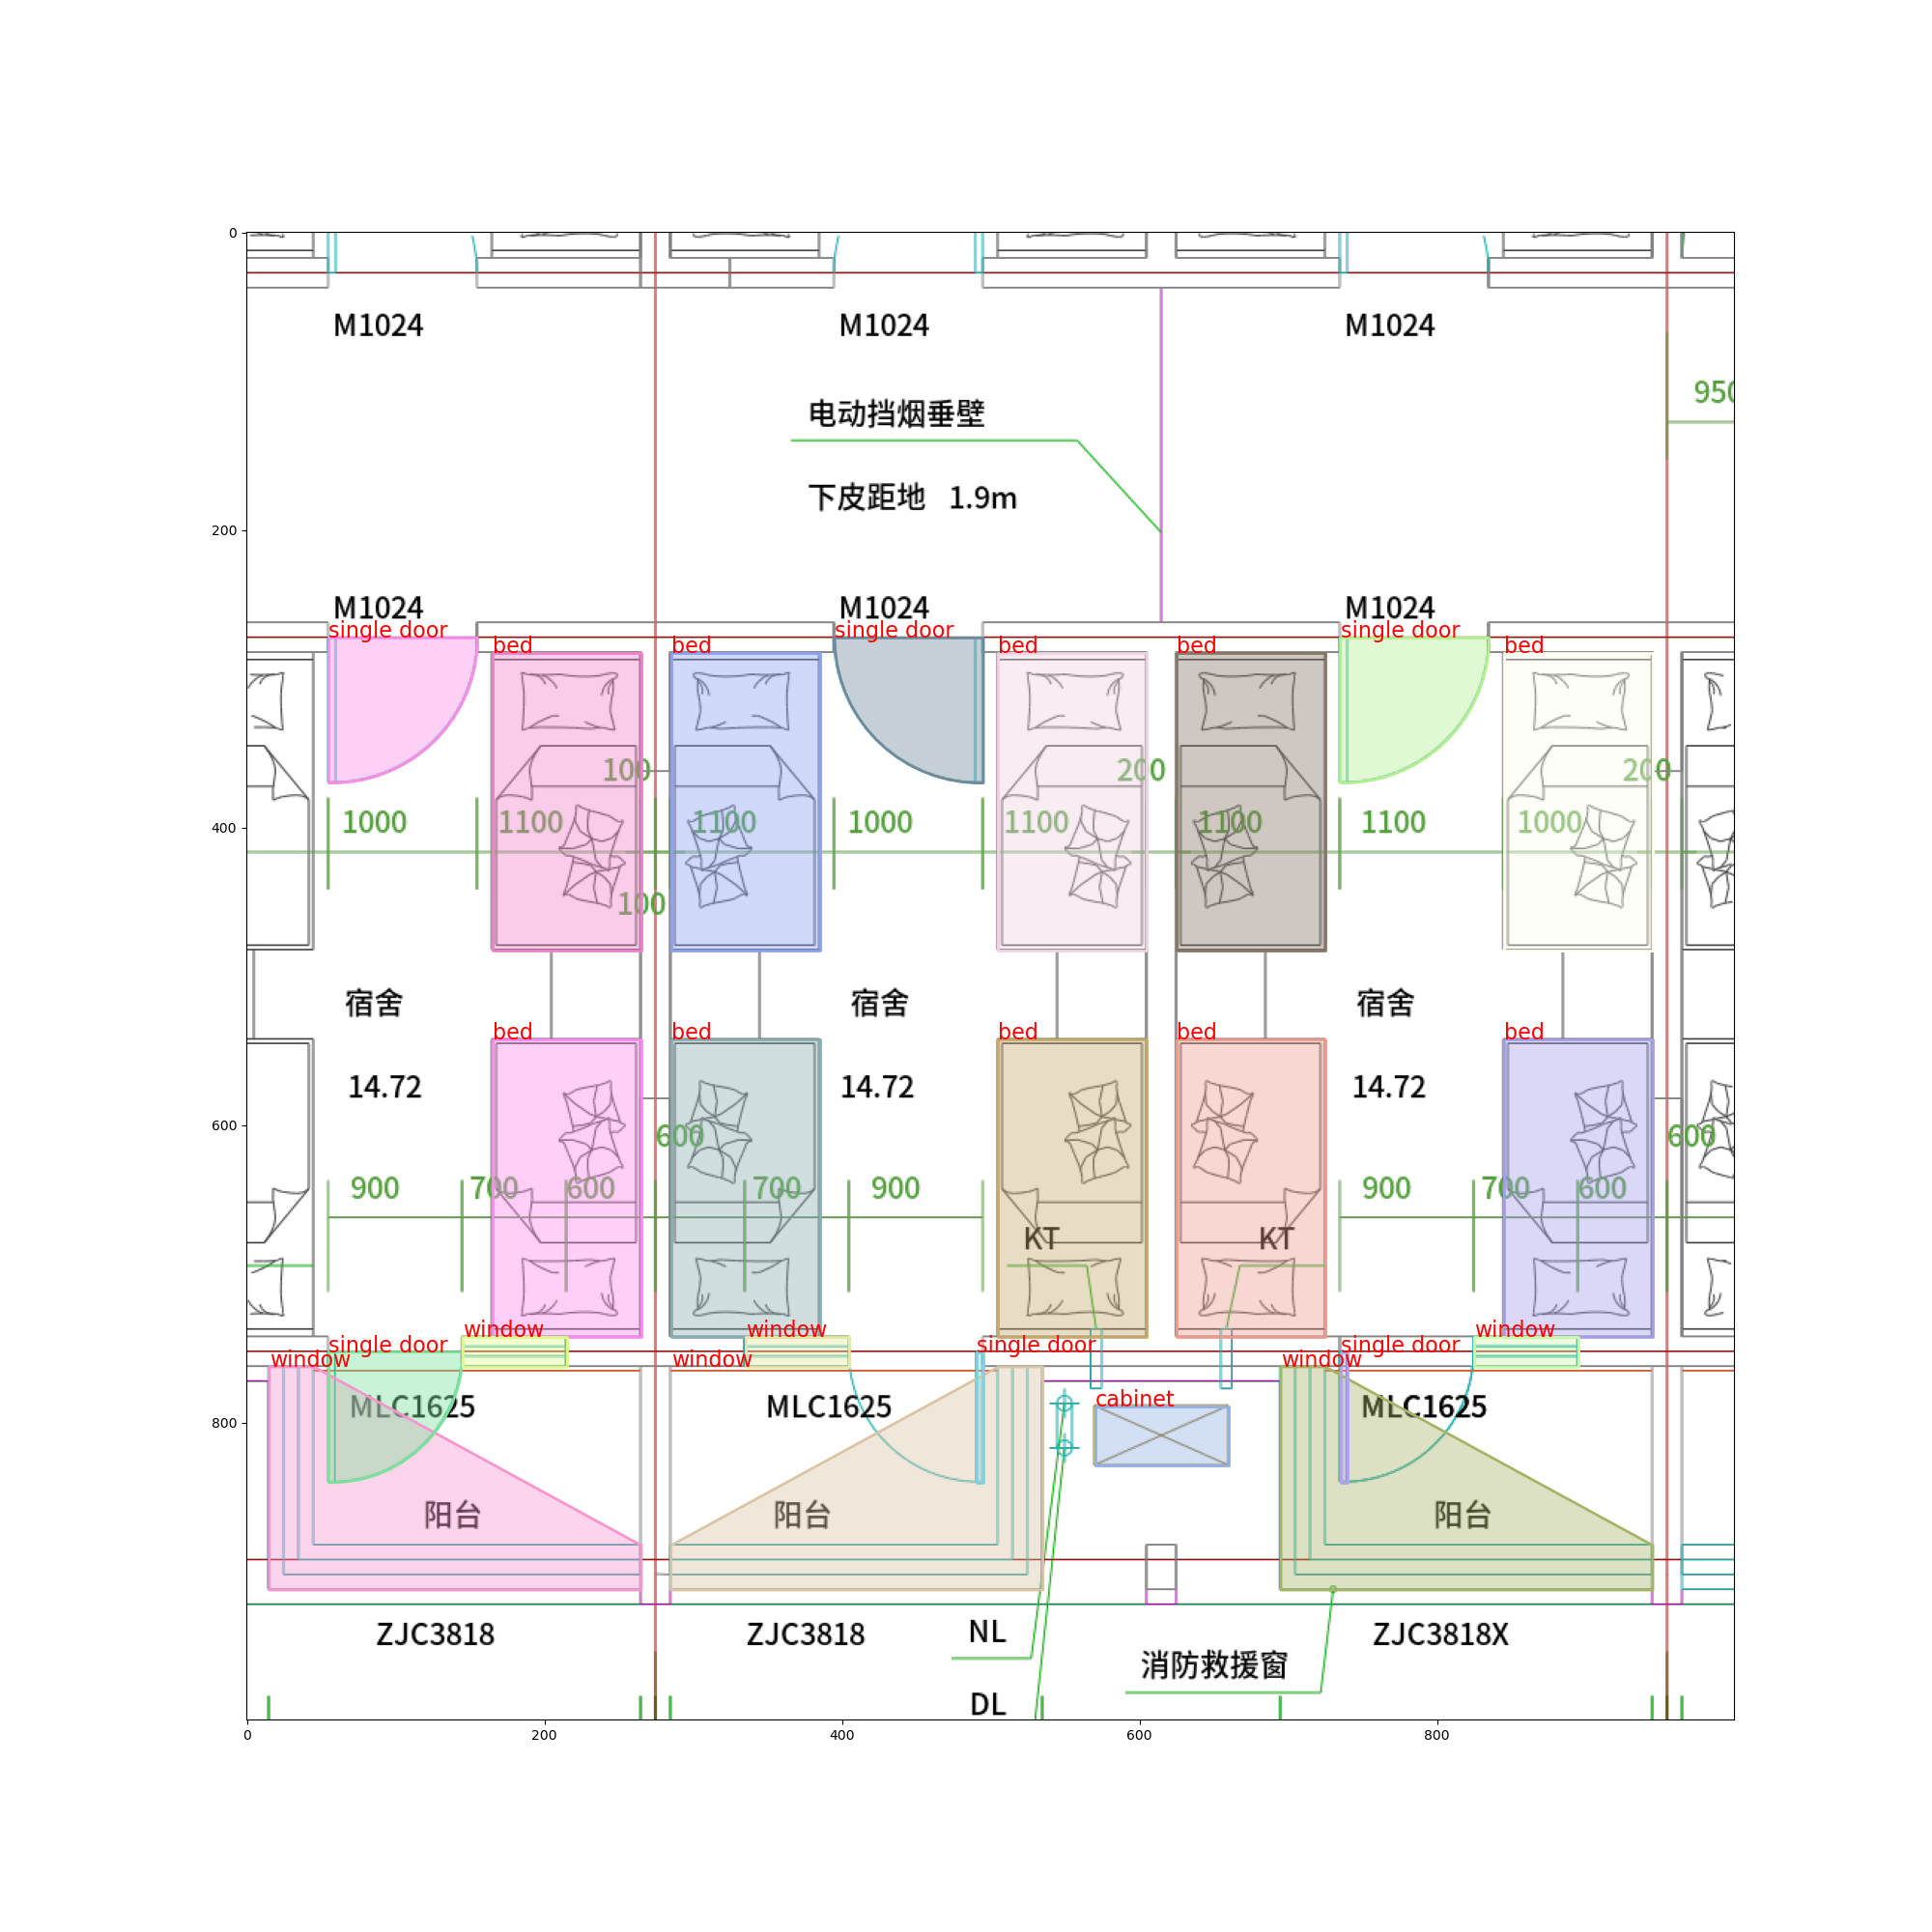 0
M1024 M1024 M1024
950
电动挡烟垂壁
下皮距地 1.9m
200
M1024 M1024 M1024
single door single door single door
bed bed bed bed bed
100 200 200
1000 1100 1100 1000 1100 1100 1100 1000
400
100
宿舍 宿舍 宿舍
bed bed bed bed bed
14.72 14.72 14.72
600 600 600
900 700 600 700 900 900 700 600
KT KT
window window window
single door single door single door
window window window
cabinet
MLC1625 MLC1625 MLC1625
800
阳台 阳台 阳台
ZJC3818 ZJC3818 NL ZJC3818X
消防救援窗
DL
0 200 400 600 800